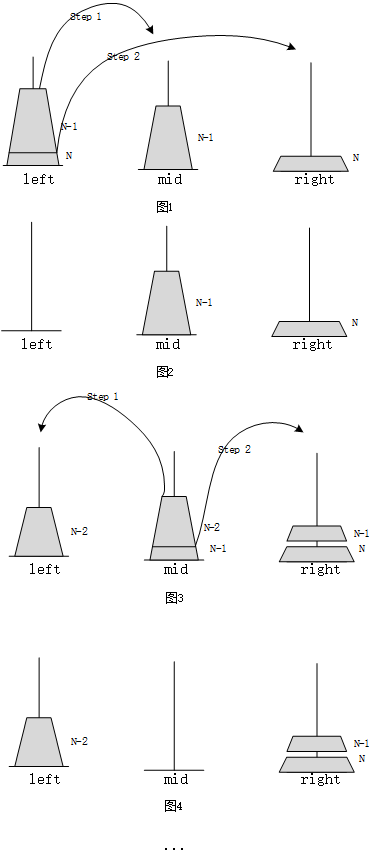 Step 1
Step 2
N-1
N
N-1
N
left
mid
right
图1
N-1
N
left
mid
right
图2
Step 1
Step 2
N-2
N-2
N-1
N-1
N
left
mid
right
图3
N-2
N-1
N
left
mid
right
图4
...